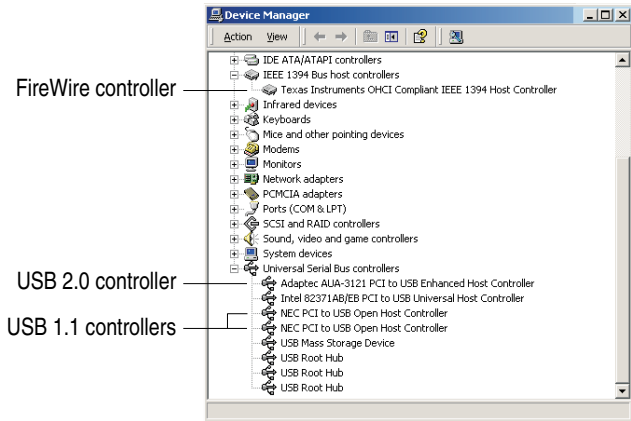 Device Manager
Action View
IDE ATA/ATAPI controllers
IEEE 1394 Bus host controllers
FireWire controller
Texas Instruments OHCI Compliant IEEE 1394 Host Controller
Infrared devices
Keyboards
Mice and other pointing devices
Modems
Monitors
Network adapters
PCMCIA adapters
Ports (COM & LPT)
SCSI and RAID controllers
Sound, video and game controllers
System devices
Universal Serial Bus controllers
USB 2.0 controller
Adaptec AUA-3121 PCI to USB Enhanced Host Controller
Intel 82371AB/EB PCI to USB Universal Host Controller
USB 1.1 controllers
NEC PCI to USB Open Host Controller
NEC PCI to USB Open Host Controller
USB Mass Storage Device
USB Root Hub
USB Root Hub
USB Root Hub